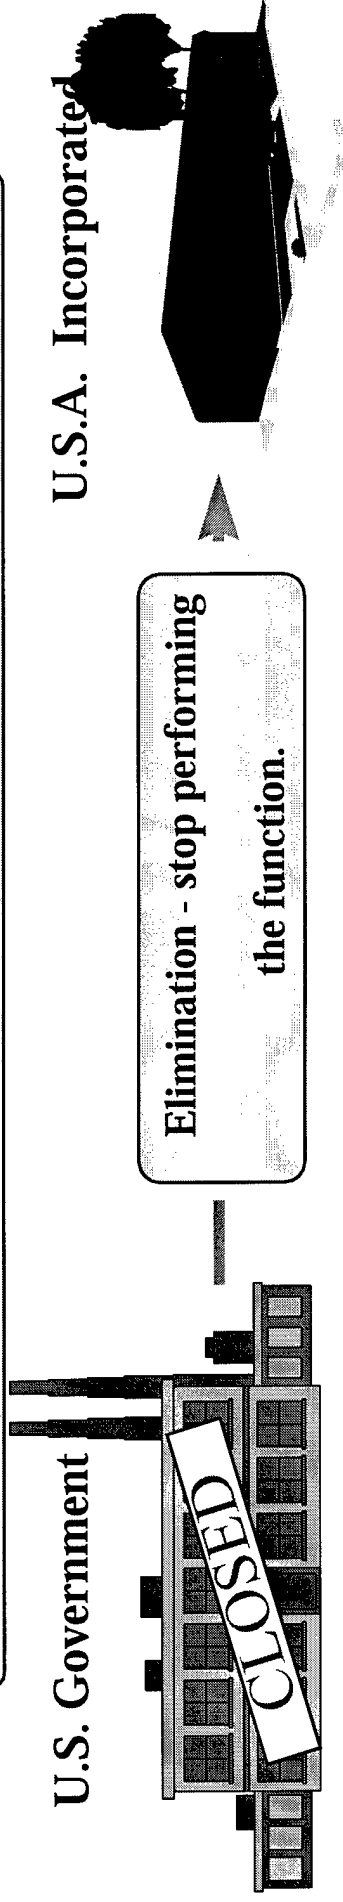 U.S. Government
CLOSED
Elimination - stop performing
the function.
U.S.A. Incorporated